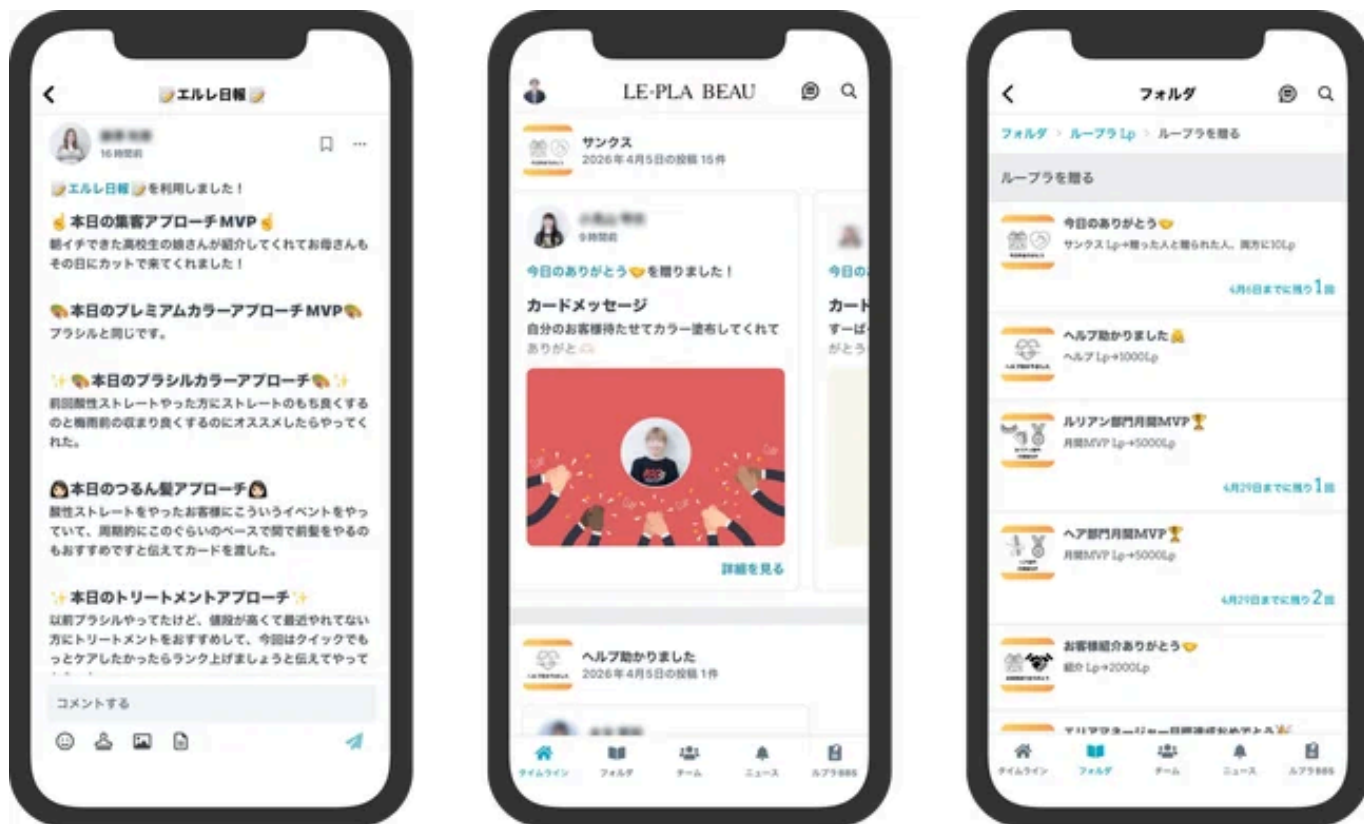 📝エルレ日報📝
16時間前
📝エルレ日報📝を利用しました！
☝本日の集客アプローチMVP☝
朝イチできた高校生の娘さんが紹介してくれてお母さんも
その日にカットで来てくれました！
🎨本日のプレミアムカラーアプローチMVP🎨
プラシルと同じです。
✨🎨本日のプラシルカラーアプローチ🎨✨
前回酸性ストレートやった方にストレートのもち良くする
のと梅雨前の収まり良くするのにオススメしたらやってく
れた。
👩🏻本日のつるん髪アプローチ👩🏻
酸性ストレートをやったお客様にこういうイベントをやっ
ていて、周期的にこのぐらいのペースで間で前髪をやるの
もおすすめですと伝えてカードを渡した。
✨本日のトリートメントアプローチ✨
以前プラシルやってたけど、値段が高くて最近やれてない
方にトリートメントをおすすめして、今回はクイックでも
っとケアしたかったらランク上げましょうと伝えてやって
コメントする
LE-PLA BEAU
サンクス
2026年4月5日の投稿 15件
9時間前
今日のありがとう🤝を贈りました！
カードメッセージ
自分のお客様待たせてカラー塗布してくれて
ありがと🫶🏻
詳細を見る
今日の
カード
すーぱ
がとう
ヘルプ助かりました
2026年4月5日の投稿 1件
タイムライン
フォルダ
チーム
ニュース
ルプラBBS
フォルダ
フォルダ > ループラ Lp > ループラを贈る
ループラを贈る
今日のありがとう🤝
サンクス Lp→贈った人と贈られた人、両方に10Lp
4月6日までに残り1回
ヘルプ助かりました
ヘルプ Lp→1000Lp
ルリアン部門月間MVP🏆
月間MVP Lp→5000Lp
4月29日までに残り1回
ヘア部門月間MVP🏆
月間MVP Lp→5000Lp
4月29日までに残り2回
お客様紹介ありがとう🤝
紹介 Lp→2000Lp
エリアマネージャー目標達成おめでとう🎉
タイムライン
フォルダ
チーム
ニュース
ルプラBBS